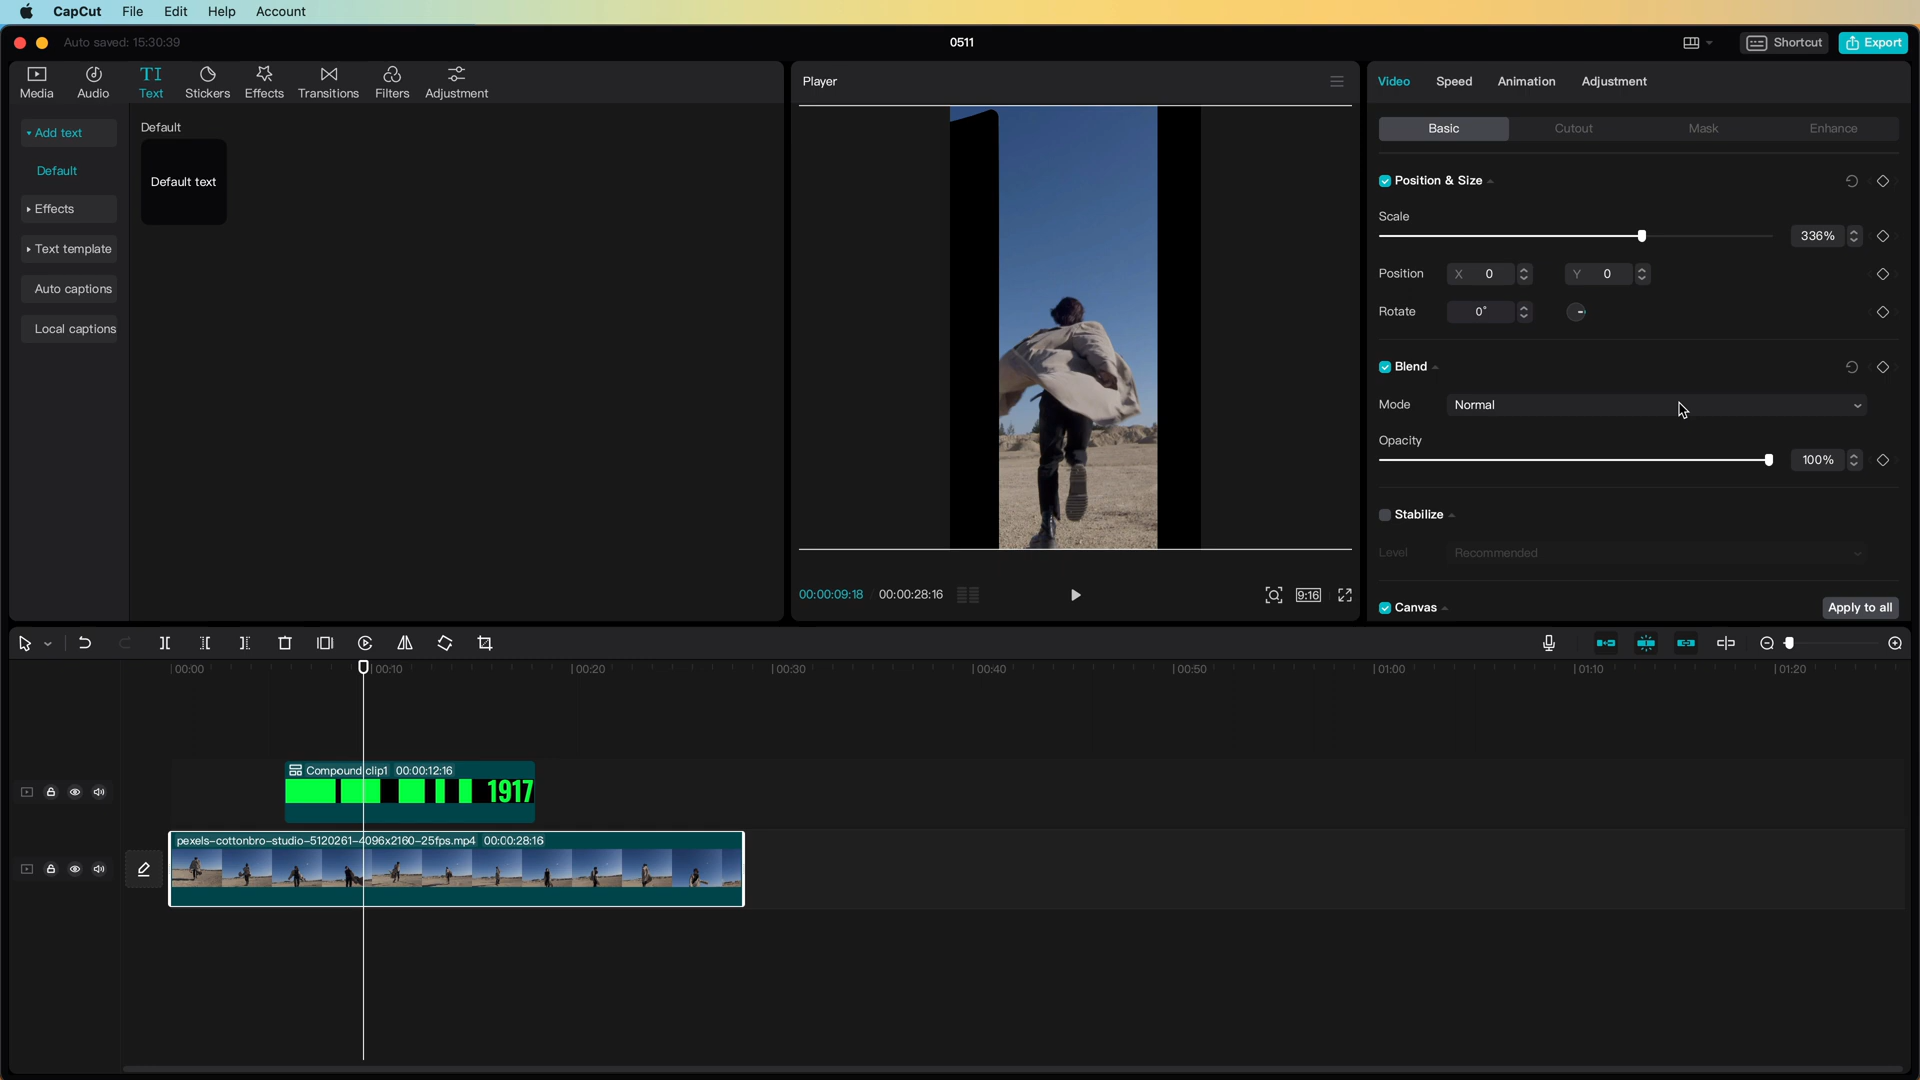 CapCut File Edit Help Account
Auto saved: 15:30:39
0511
Shortcut
Export
Media Audio Text Stickers Effects Transitions Filters Adjustment
TI
Add text
Default
Effects
Text template
Auto captions
Local captions
Default
Default text
Player
00:00:09:18 00:00:28:16
9:16
Video Speed Animation Adjustment
Basic Cutout Mask Enhance
Position & Size
Scale
336%
Position X 0 Y 0
Rotate 0°
Blend
Mode Normal
Opacity
100%
Stabilize
Level Recommended
Canvas
Apply to all
00:00 00:10 00:20 00:30 00:40 00:50 01:00 01:10 01:20
Compound clip1 00:00:12:16
1917
pexels-cottonbro-studio-5120261-4096x2160-25fps.mp4 00:00:28:16